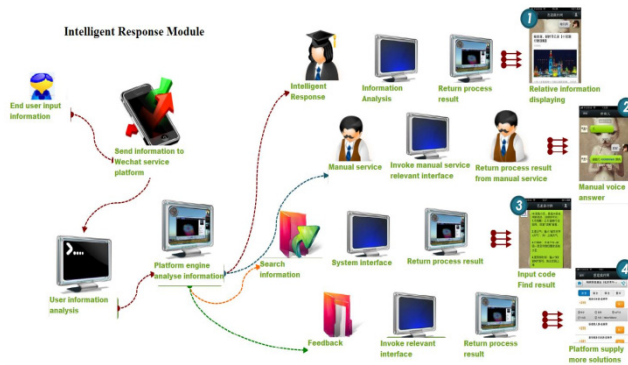 Intelligent Response Module
End user input
information
Send information to
Wechat service
platform
User information
analysis
Platform engine
analyse information
Intelligent
Response
Information
Analysis
Return process
result
1
Relative information
displaying
Manual service
Invoke manual service
relevant interface
Return process result
from manual service
2
Manual voice
answer
Search
information
System interface
Return process result
3
Input code
Find result
Feedback
Invoke relevant
interface
Return process
result
4
Platform supply
more solutions